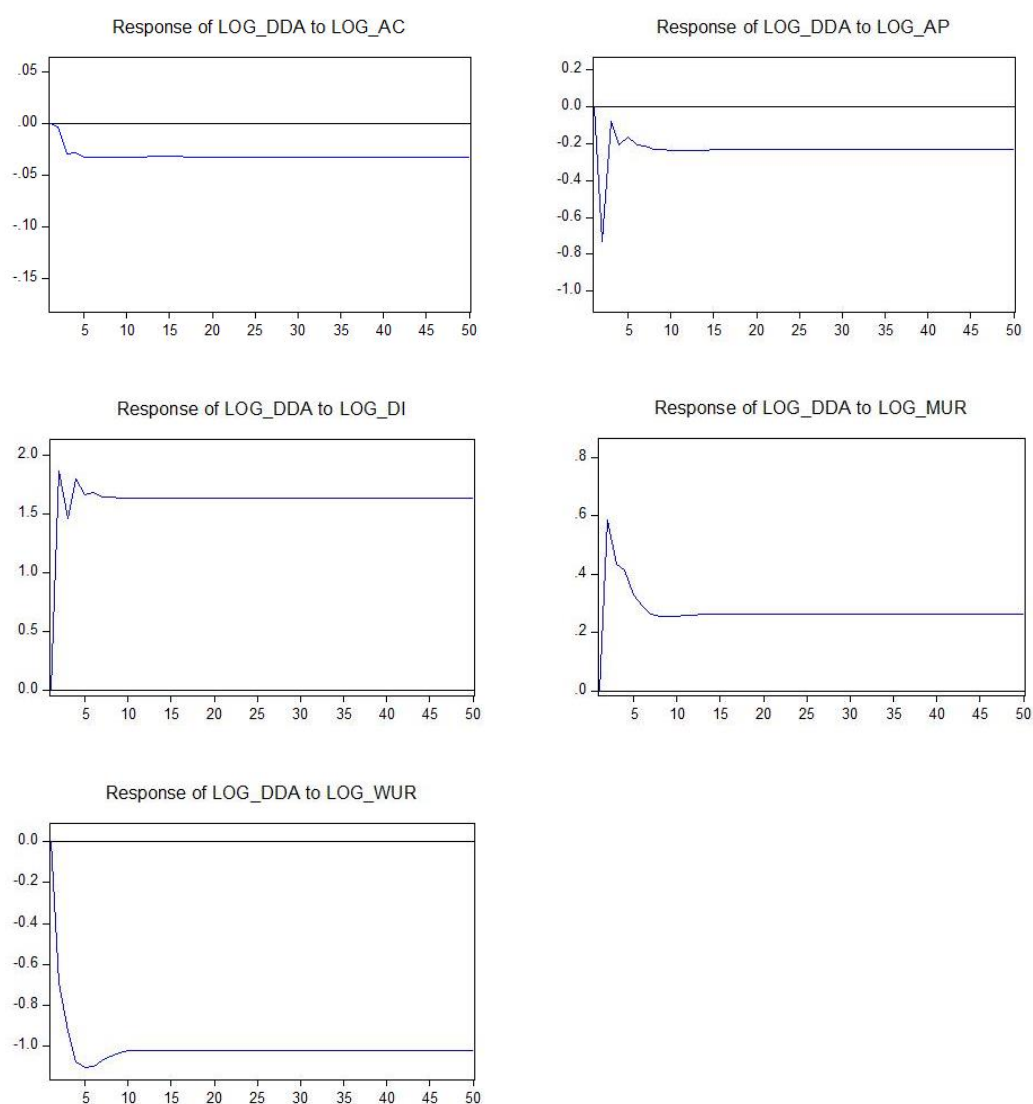 Response of LOG_DDA to LOG_AC
.05
.00
-.05
-.10
-.15
5 10 15 20 25 30 35 40 45 50
Response of LOG_DDA to LOG_AP
0.2
0.0
-0.2
-0.4
-0.6
-0.8
-1.0
5 10 15 20 25 30 35 40 45 50
Response of LOG_DDA to LOG_DI
2.0
1.5
1.0
0.5
0.0
5 10 15 20 25 30 35 40 45 50
Response of LOG_DDA to LOG_MUR
.8
.6
.4
.2
.0
5 10 15 20 25 30 35 40 45 50
Response of LOG_DDA to LOG_WUR
0.0
-0.2
-0.4
-0.6
-0.8
-1.0
5 10 15 20 25 30 35 40 45 50